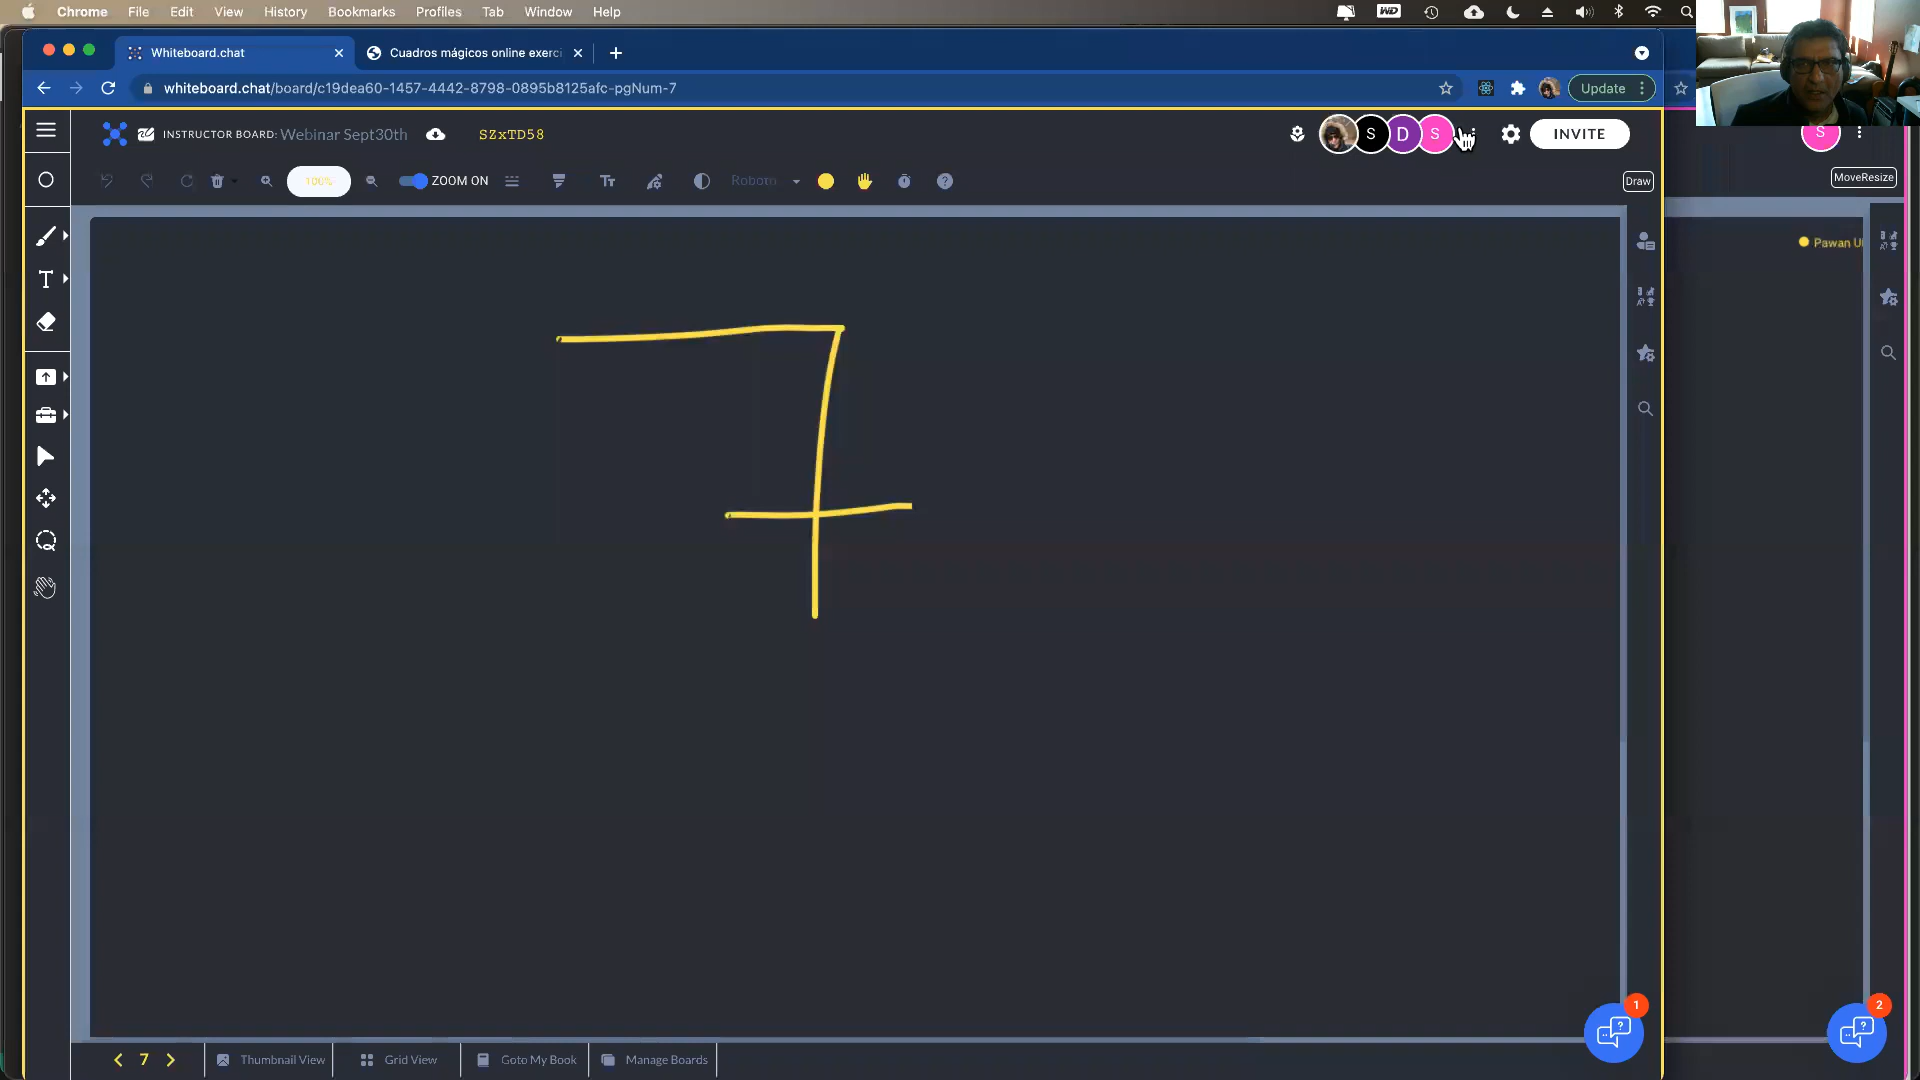 Chrome File Edit View History Bookmarks Profiles Tab Window Help WD
Whiteboard.chat Cuadros mágicos online exerci
whiteboard.chat/board/c19dea60-1457-4442-8798-0895b8125afc-pgNum-7 Update
INSTRUCTOR BOARD: Webinar Sept30th SZxTD58 S D S INVITE S
100% ZOOM ON Tt Roboto ? Draw MoveResize
T
Pawan U
7
1 2
7 Thumbnail View Grid View Goto My Book Manage Boards